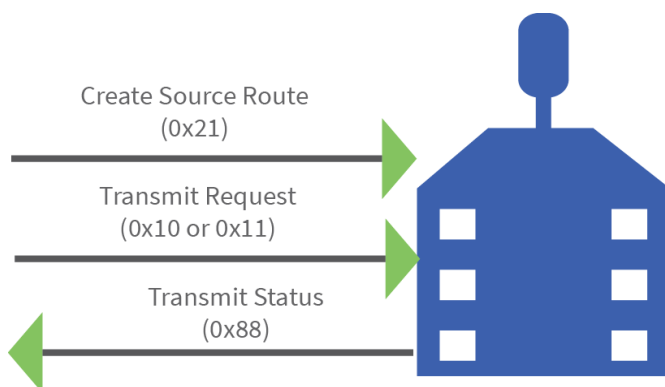 Create Source Route
(0x21)
Transmit Request
(0x10 or 0x11)
Transmit Status
(0x88)